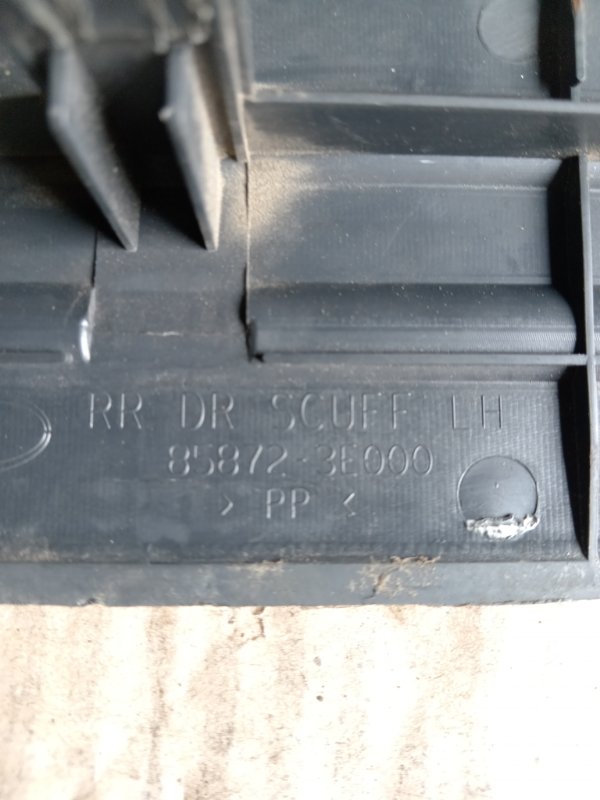 RR DR SCUFF LH
85872-3E000
> PP <